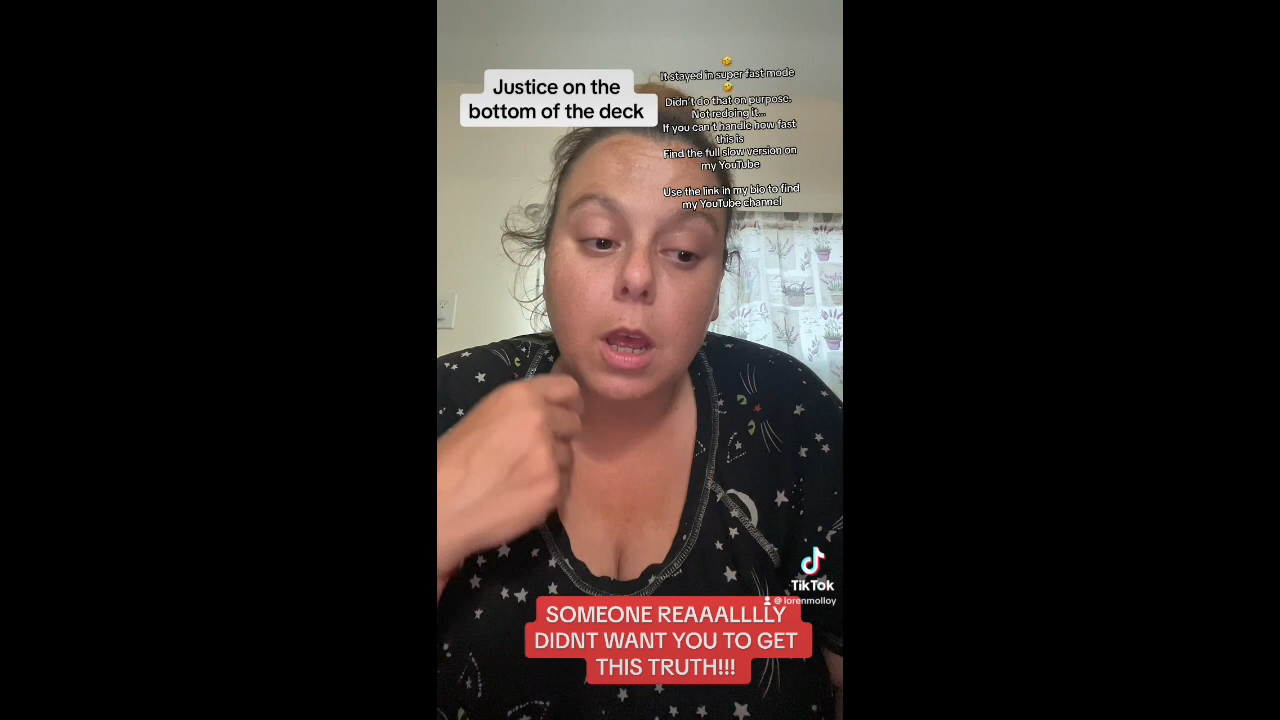 Justice on the
bottom of the deck
🤣
It stayed in super fast mode
🤣
Didn't do that on purpose.
Not redoing it...
If you can't handle how fast
this is
Find the full slow version on
my YouTube
Use the link in my bio to find
my YouTube channel
TikTok
@lorenmolloy
SOMEONE REAAALLLLY
DIDNT WANT YOU TO GET
THIS TRUTH!!!